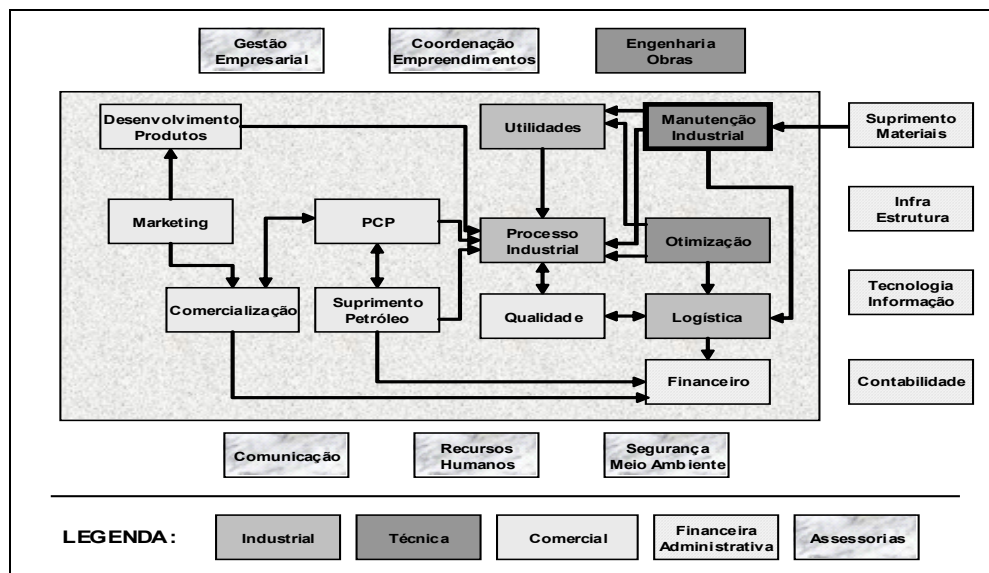 Gestão
Empresarial
Coordenação
Empreendimentos
Engenharia
Obras
Desenvolvimento
Produtos
Utilidades
Manutenção
Industrial
Suprimento
Materiais
Marketing
PCP
Processo
Industrial
Otimização
Infra
Estrutura
Comercialização
Suprimento
Petróleo
Qualidade
Logística
Tecnologia
Informação
Financeiro
Contabilidade
Comunicação
Recursos
Humanos
Segurança
Meio Ambiente
LEGENDA:
Industrial
Técnica
Comercial
Financeira
Administrativa
Assessorias